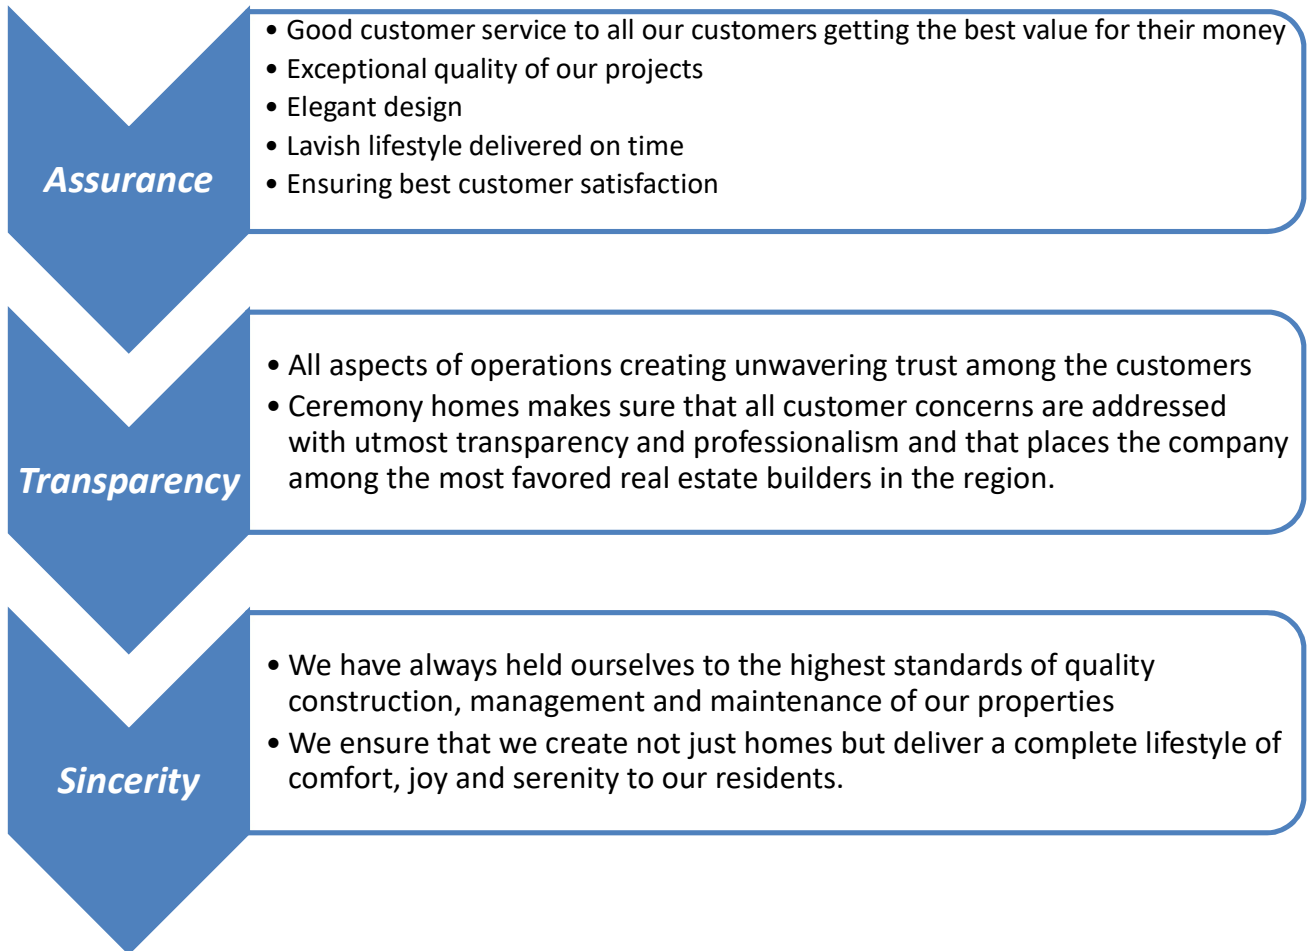 Assurance
• Good customer service to all our customers getting the best value for their money
• Exceptional quality of our projects
• Elegant design
• Lavish lifestyle delivered on time
• Ensuring best customer satisfaction
Transparency
• All aspects of operations creating unwavering trust among the customers
• Ceremony homes makes sure that all customer concerns are addressed
with utmost transparency and professionalism and that places the company
among the most favored real estate builders in the region.
Sincerity
• We have always held ourselves to the highest standards of quality
construction, management and maintenance of our properties
• We ensure that we create not just homes but deliver a complete lifestyle of
comfort, joy and serenity to our residents.